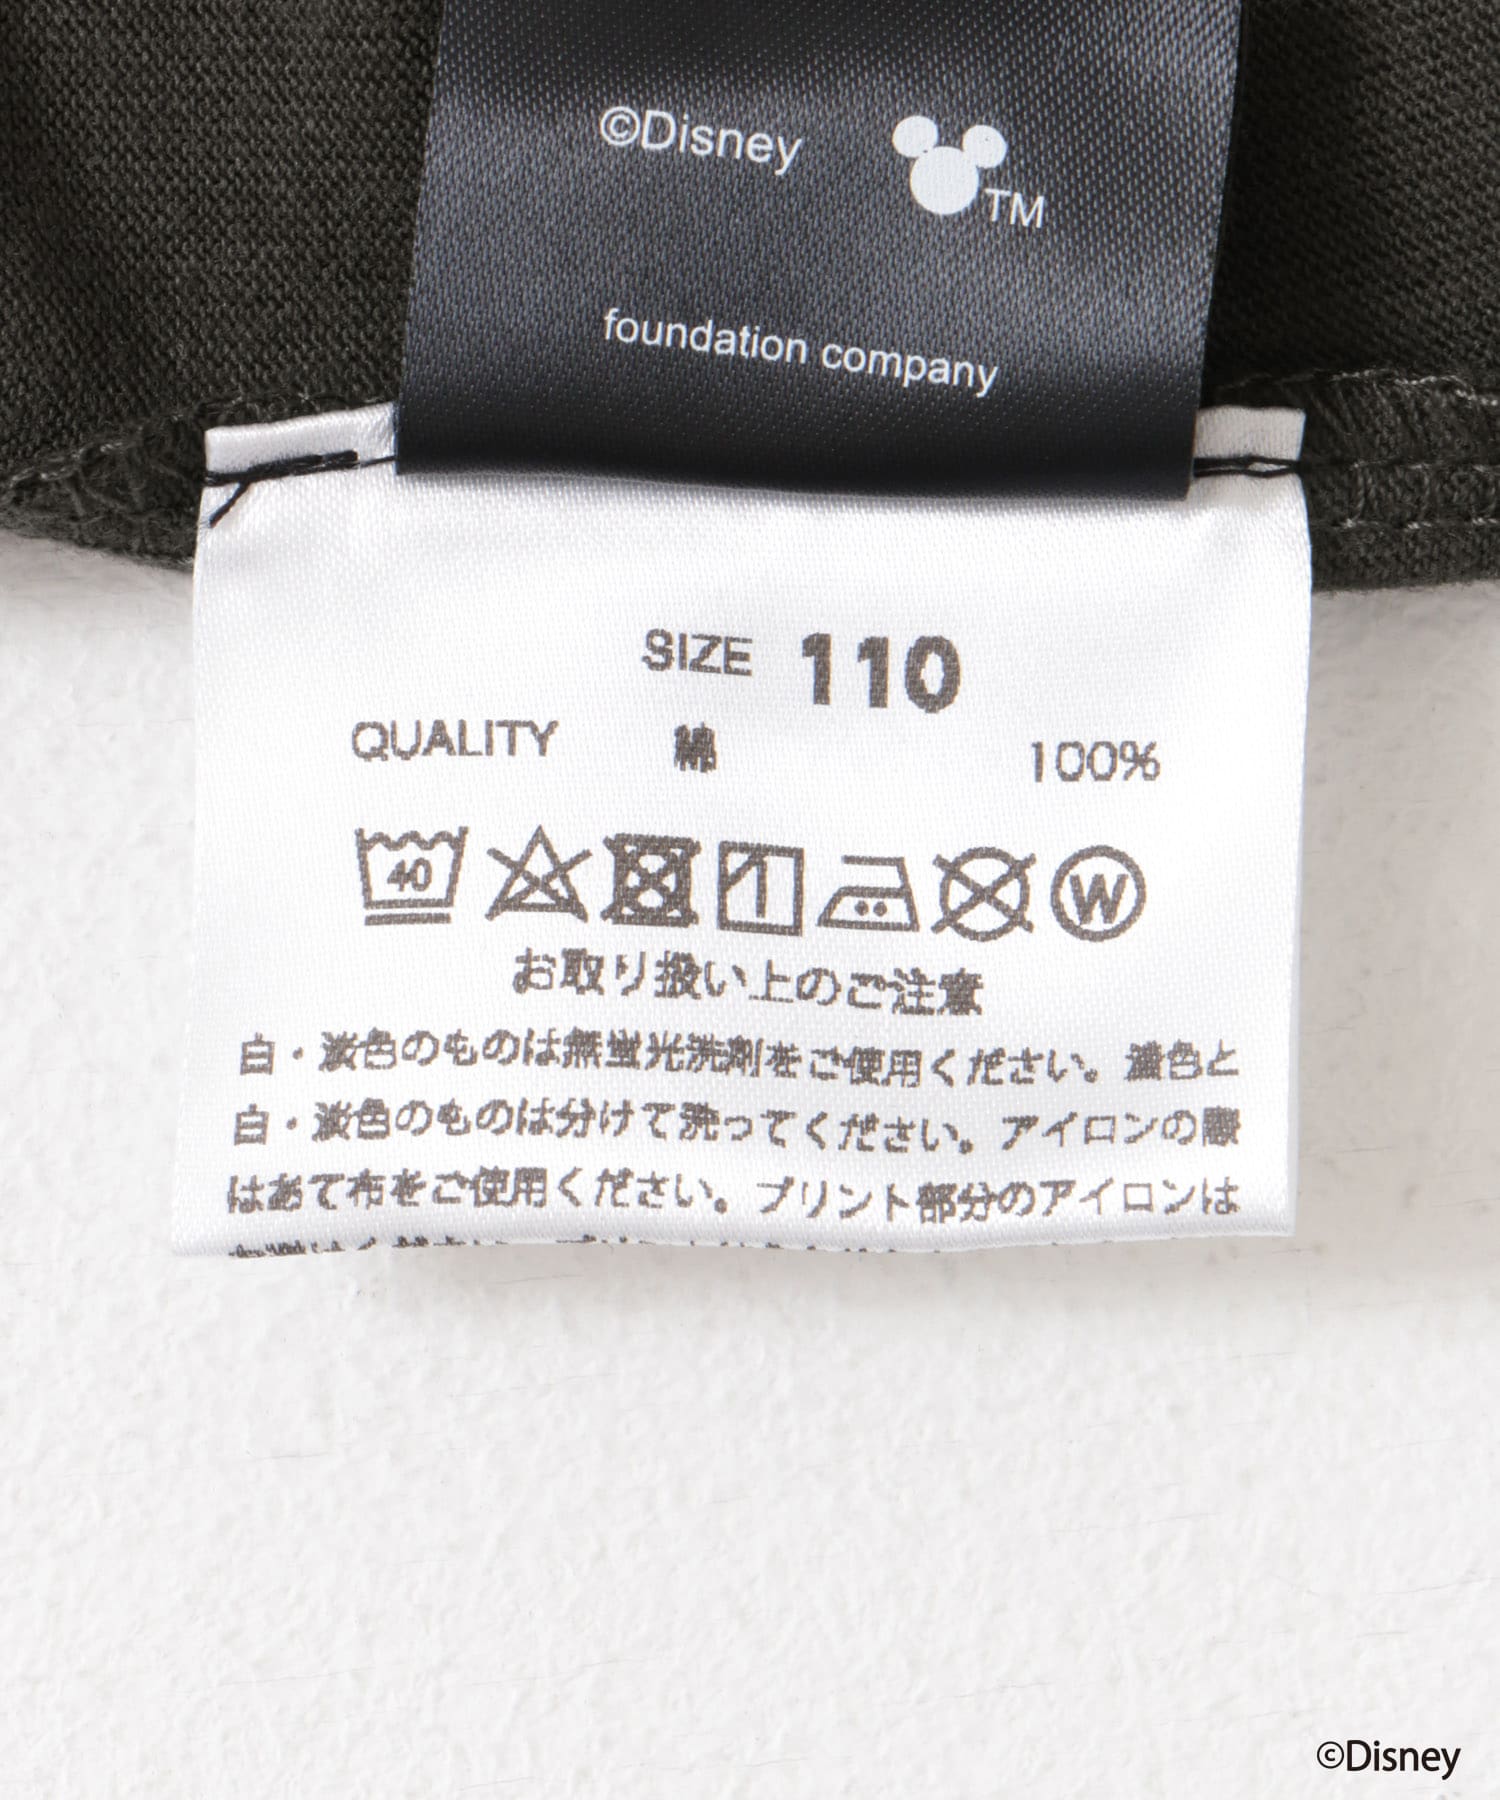 ©Disney
TM
foundation company
SIZE 110
QUALITY 綿 100%
40
W
お取り扱い上のご注意
白・淡色のものは無蛍光洗剤をご使用ください。濃色と
白・淡色のものは分けて洗ってください。アイロンの際
はあて布をご使用ください。プリント部分のアイロンは
©Disney